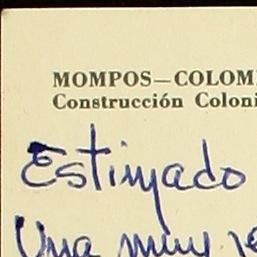 MOMPOS—COLOM
Construcción Coloni
Estimado
Una muy